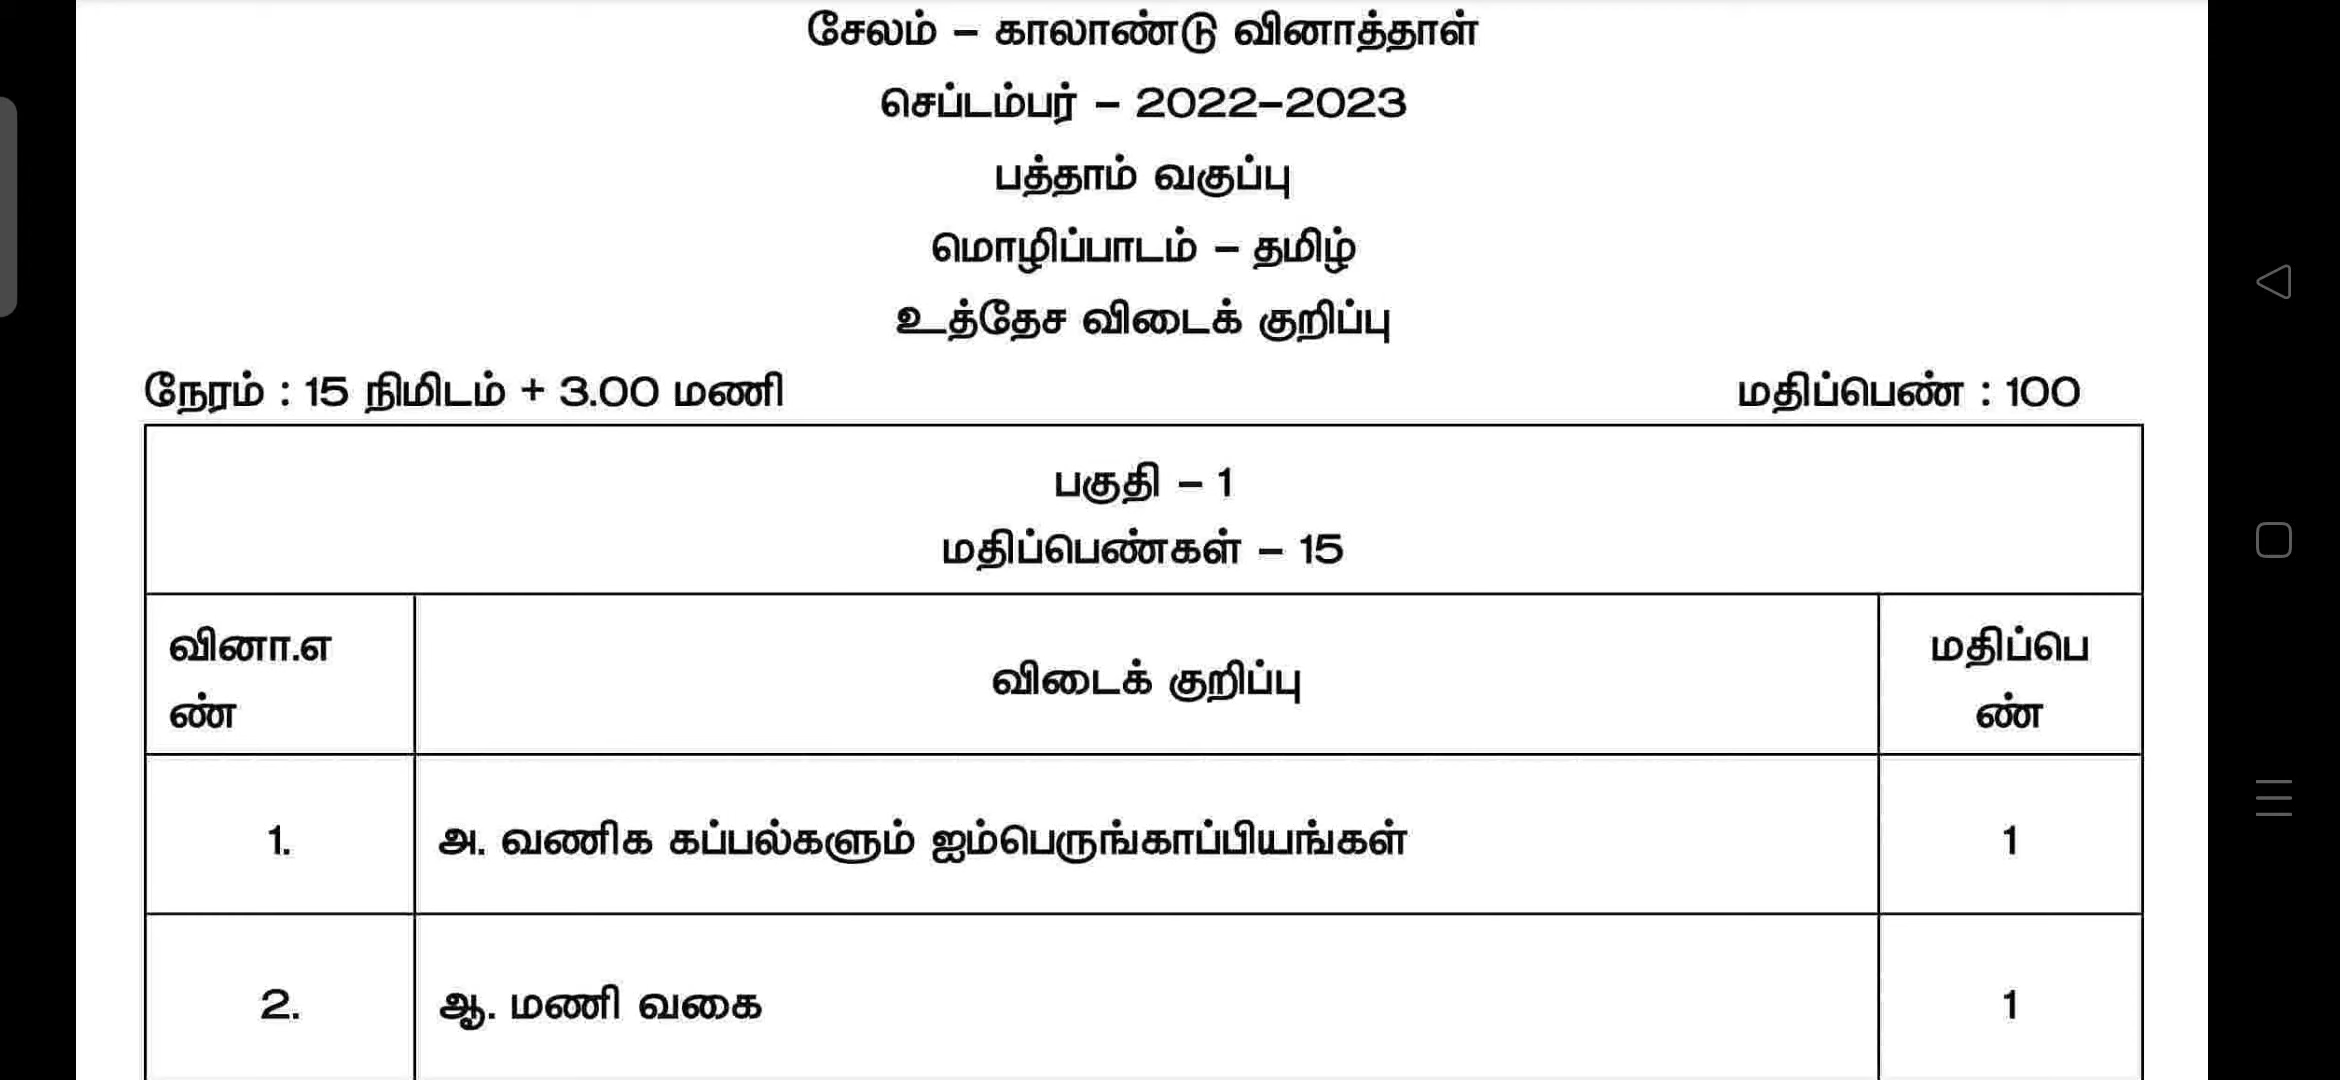 சேலம் – காலாண்டு வினாத்தாள்
செப்டம்பர் – 2022–2023
பத்தாம் வகுப்பு
மொழிப்பாடம் – தமிழ்
உத்தேச விடைக் குறிப்பு
நேரம் : 15 நிமிடம் + 3.00 மணி மதிப்பெண் : 100
பகுதி – 1
மதிப்பெண்கள் – 15
வினா.எ
ண்
விடைக் குறிப்பு
மதிப்பெ
ண்
1. அ. வணிக கப்பல்களும் ஐம்பெருங்காப்பியங்கள் 1
2. ஆ. மணி வகை 1